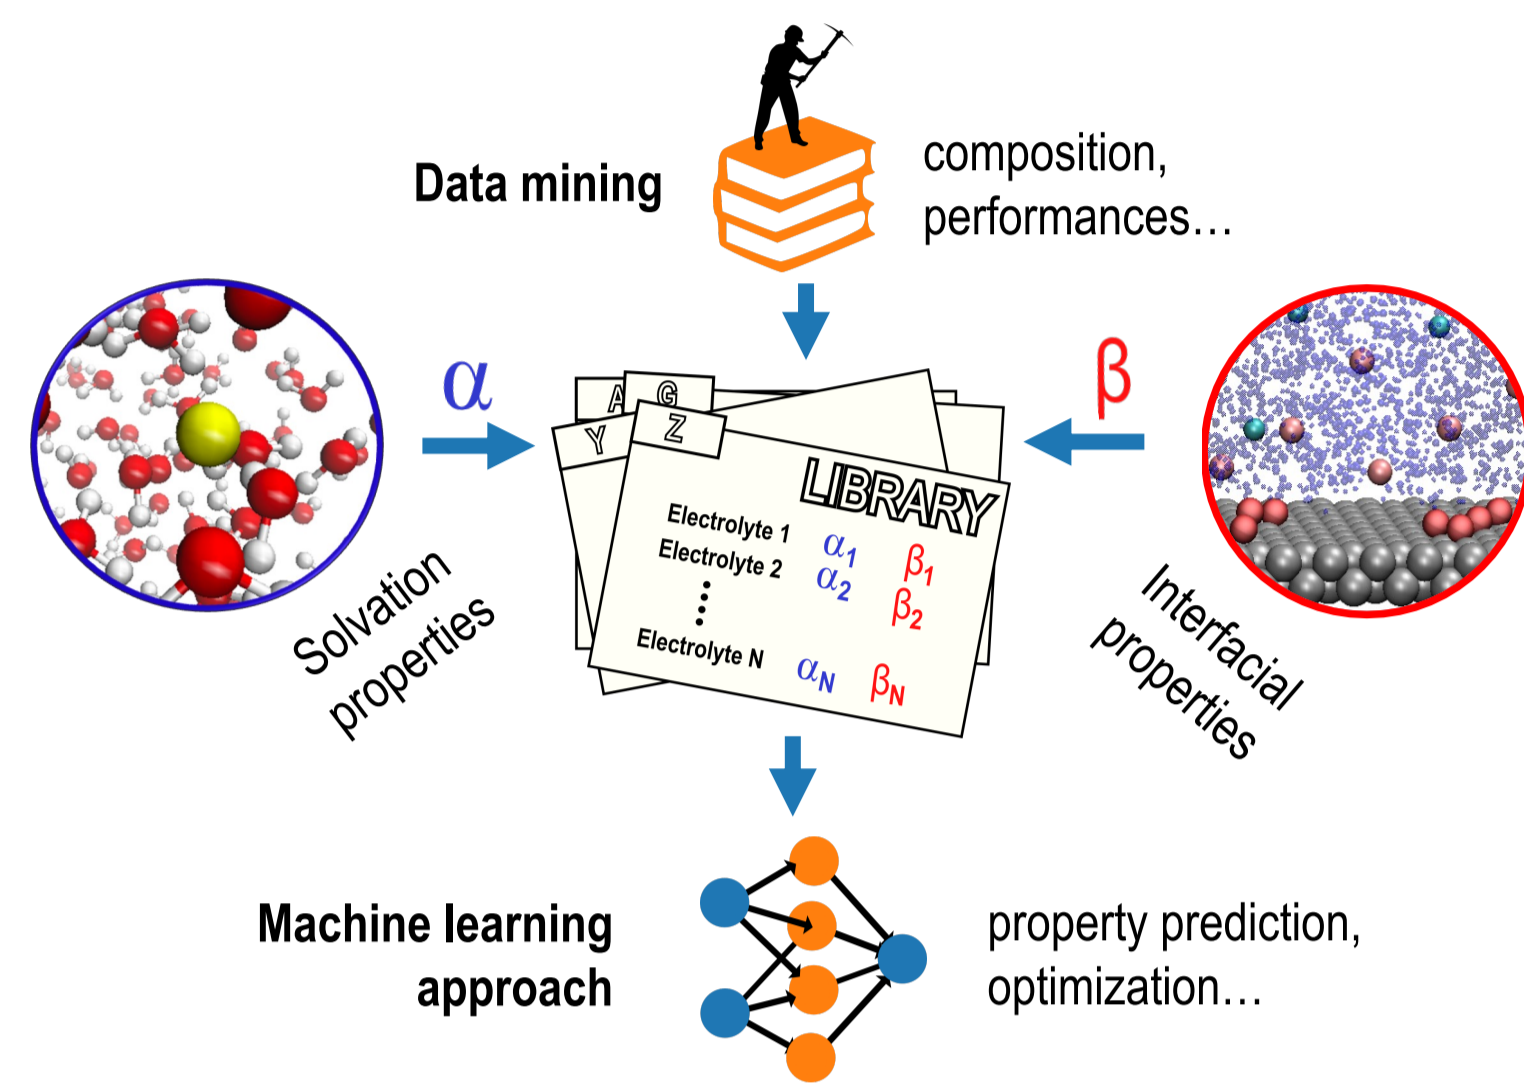 Data mining
composition,
performances…
α
β
A
G
Y
Z
LIBRARY
Electrolyte 1 α1 β1
Electrolyte 2 α2 β2
Electrolyte N αN βN
Solvation
properties
Interfacial
properties
Machine learning
approach
property prediction,
optimization…